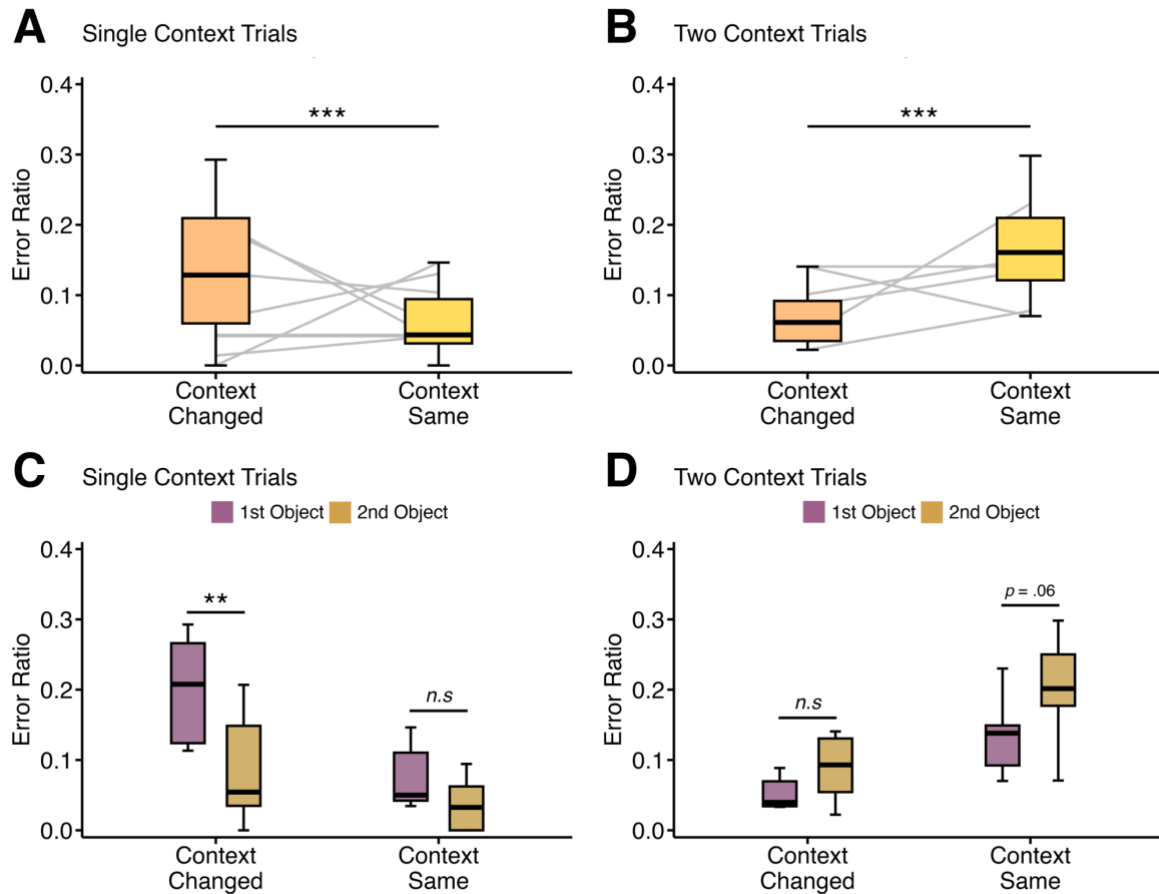 A Single Context Trials
0.4
0.3
0.2
0.1
0.0
Error Ratio
***
Context Changed
Context Same
B Two Context Trials
0.4
0.3
0.2
0.1
0.0
Error Ratio
***
Context Changed
Context Same
C Single Context Trials
1st Object 2nd Object
0.4
0.3
0.2
0.1
0.0
Error Ratio
**
n.s
Context Changed
Context Same
D Two Context Trials
1st Object 2nd Object
0.4
0.3
0.2
0.1
0.0
Error Ratio
n.s
p = .06
Context Changed
Context Same